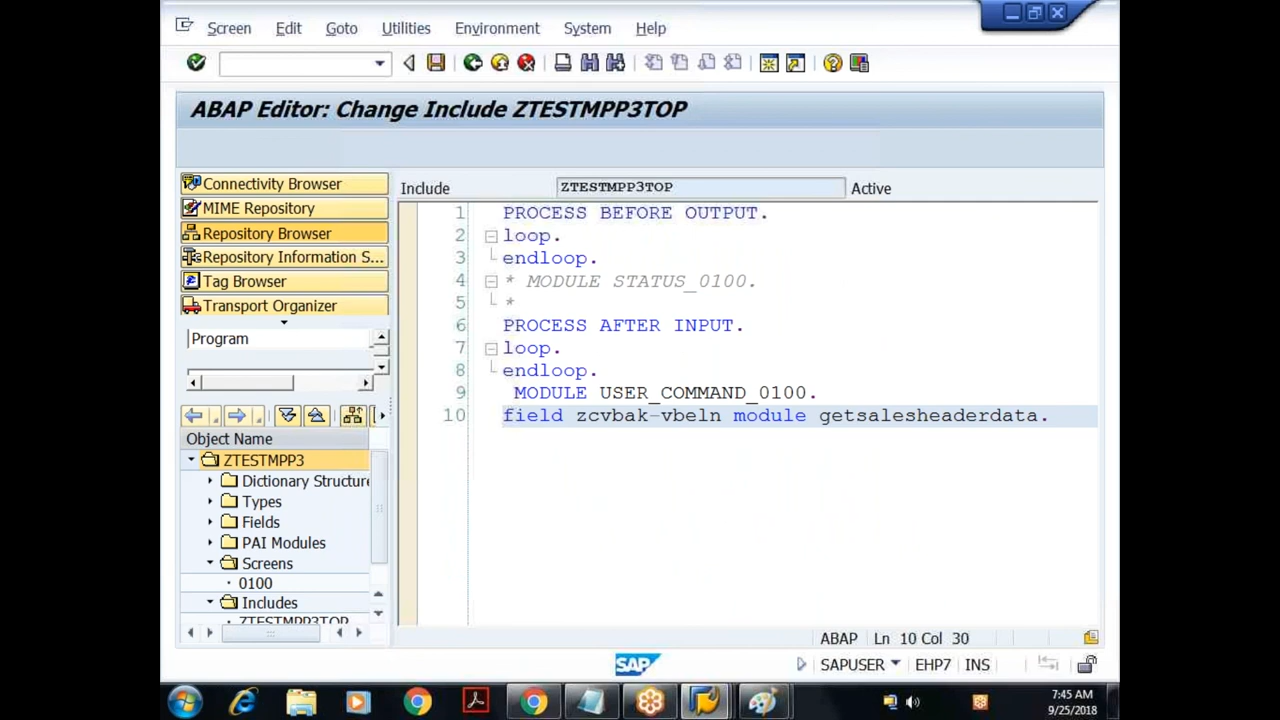 Screen Edit Goto Utilities Environment System Help
ABAP Editor: Change Include ZTESTMPP3TOP
Connectivity Browser
MIME Repository
Repository Browser
Repository Information S...
Tag Browser
Transport Organizer
Program
Object Name
ZTESTMPP3
Dictionary Structure
Types
Fields
PAI Modules
Screens
0100
Includes
ZTESTMPP3TOP
Include ZTESTMPP3TOP Active
1 PROCESS BEFORE OUTPUT.
2 loop.
3 endloop.
4 * MODULE STATUS_0100.
5 *
6 PROCESS AFTER INPUT.
7 loop.
8 endloop.
9 MODULE USER_COMMAND_0100.
10 field zcvbak-vbeln module getsalesheaderdata.
ABAP Ln 10 Col 30
SAP
SAPUSER EHP7 INS
7:45 AM
9/25/2018